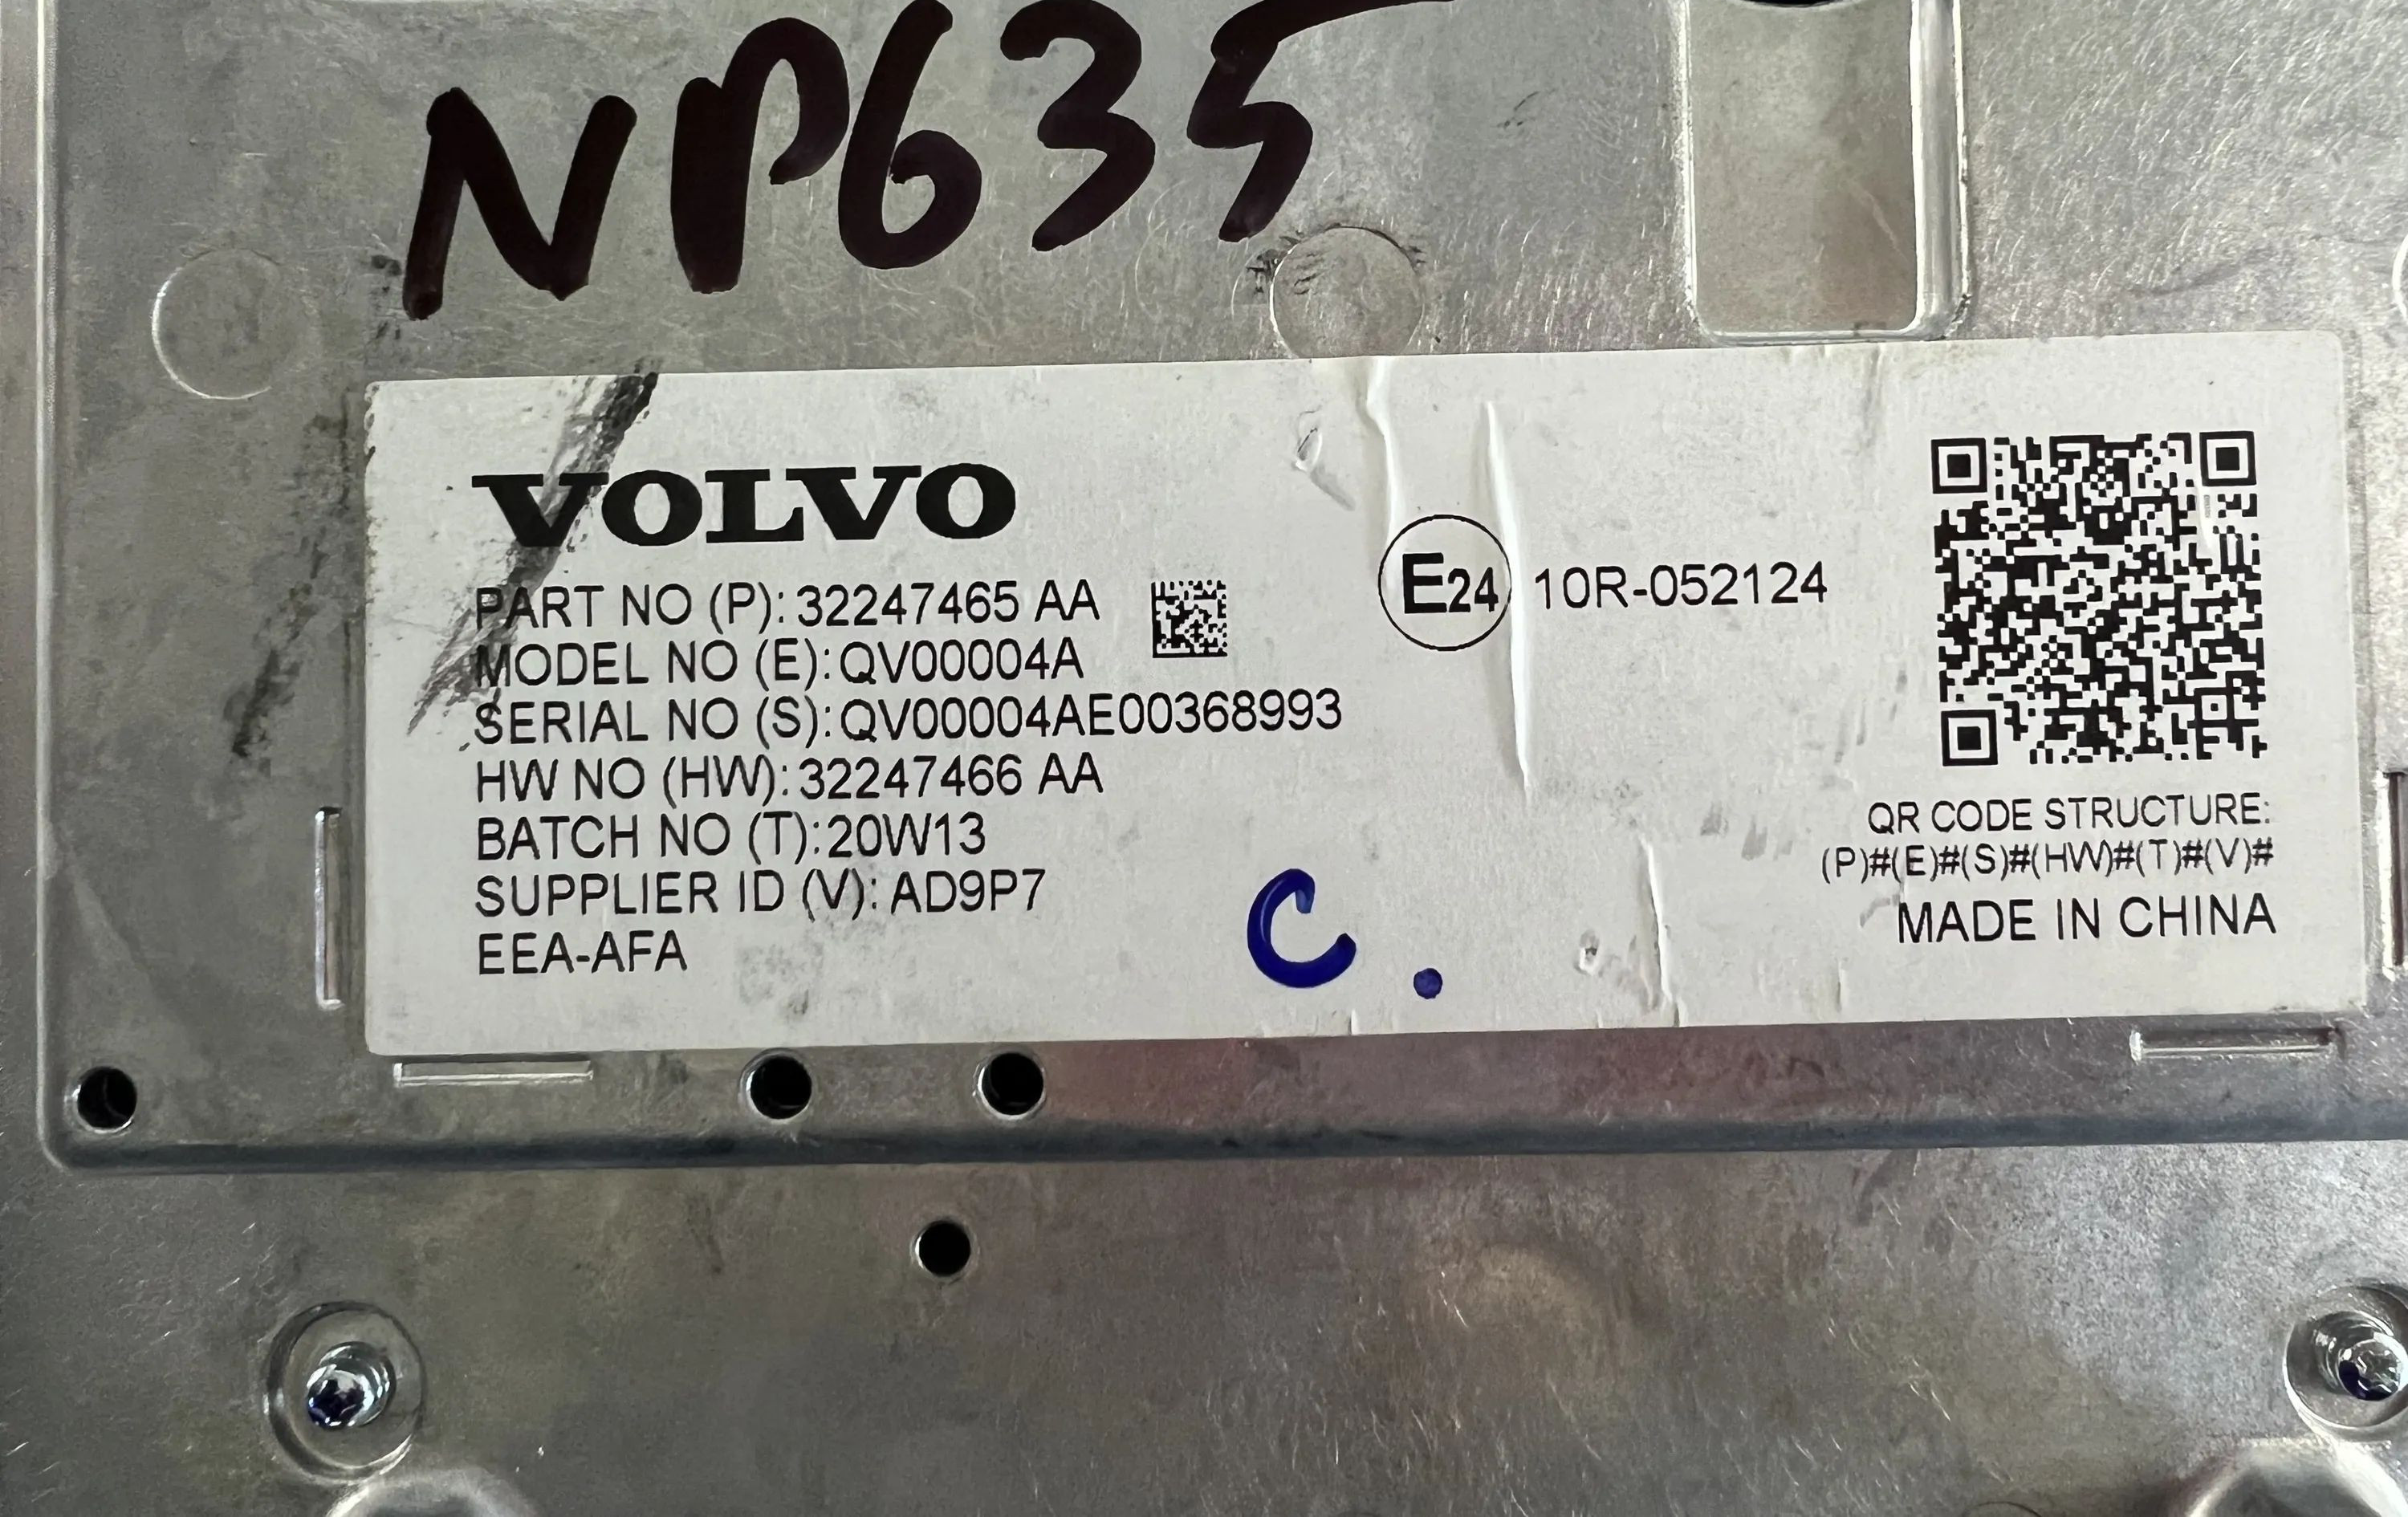 NP635
VOLVO
PART NO (P): 32247465 AA
MODEL NO (E): QV00004A
SERIAL NO (S): QV00004AE00368993
HW NO (HW): 32247466 AA
BATCH NO (T): 20W13
SUPPLIER ID (V): AD9P7
EEA-AFA
C.
E24 10R-052124
QR CODE STRUCTURE:
(P)#(E)#(S)#(HW)#(T)#(V)#
MADE IN CHINA